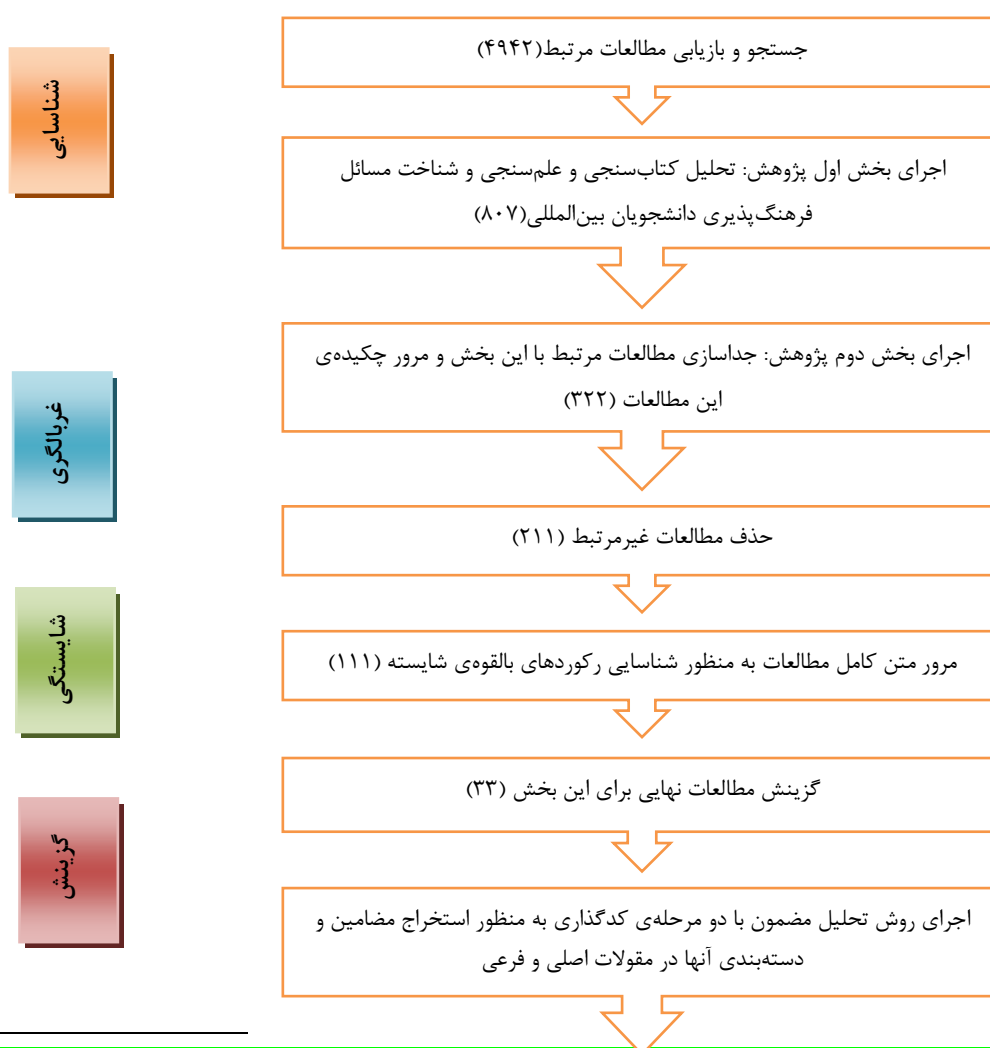 شناسایی
جستجو و بازیابی مطالعات مرتبط(۴۹۴۲)
اجرای بخش اول پژوهش: تحلیل کتاب‌سنجی و علم‌سنجی و شناخت مسائل
فرهنگ‌پذیری دانشجویان بین‌المللی(۸۰۷)
غربالگری
اجرای بخش دوم پژوهش: جداسازی مطالعات مرتبط با این بخش و مرور چکیده‌ی
این مطالعات (۳۲۲)
حذف مطالعات غیرمرتبط (۲۱۱)
شایستگی
مرور متن کامل مطالعات به منظور شناسایی رکوردهای بالقوه‌ی شایسته (۱۱۱)
گزینش مطالعات نهایی برای این بخش (۳۳)
گزینش
اجرای روش تحلیل مضمون با دو مرحله‌ی کدگذاری به منظور استخراج مضامین و
دسته‌بندی آنها در مقولات اصلی و فرعی